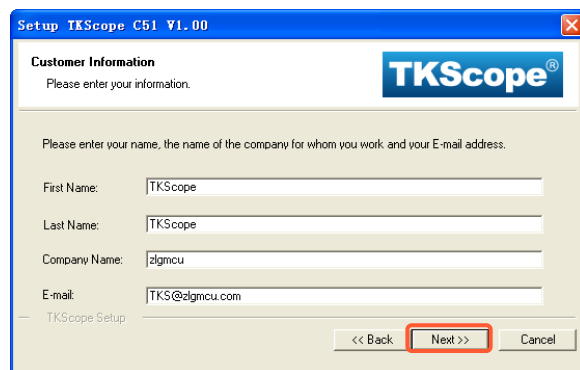 Setup TKScope C51 V1.00
Customer Information
Please enter your information.
TKScope®
Please enter your name, the name of the company for whom you work and your E-mail address.
First Name: TKScope
Last Name: TKScope
Company Name: zlgmcu
E-mail: TKS@zlgmcu.com
TKScope Setup
<< Back Next >> Cancel